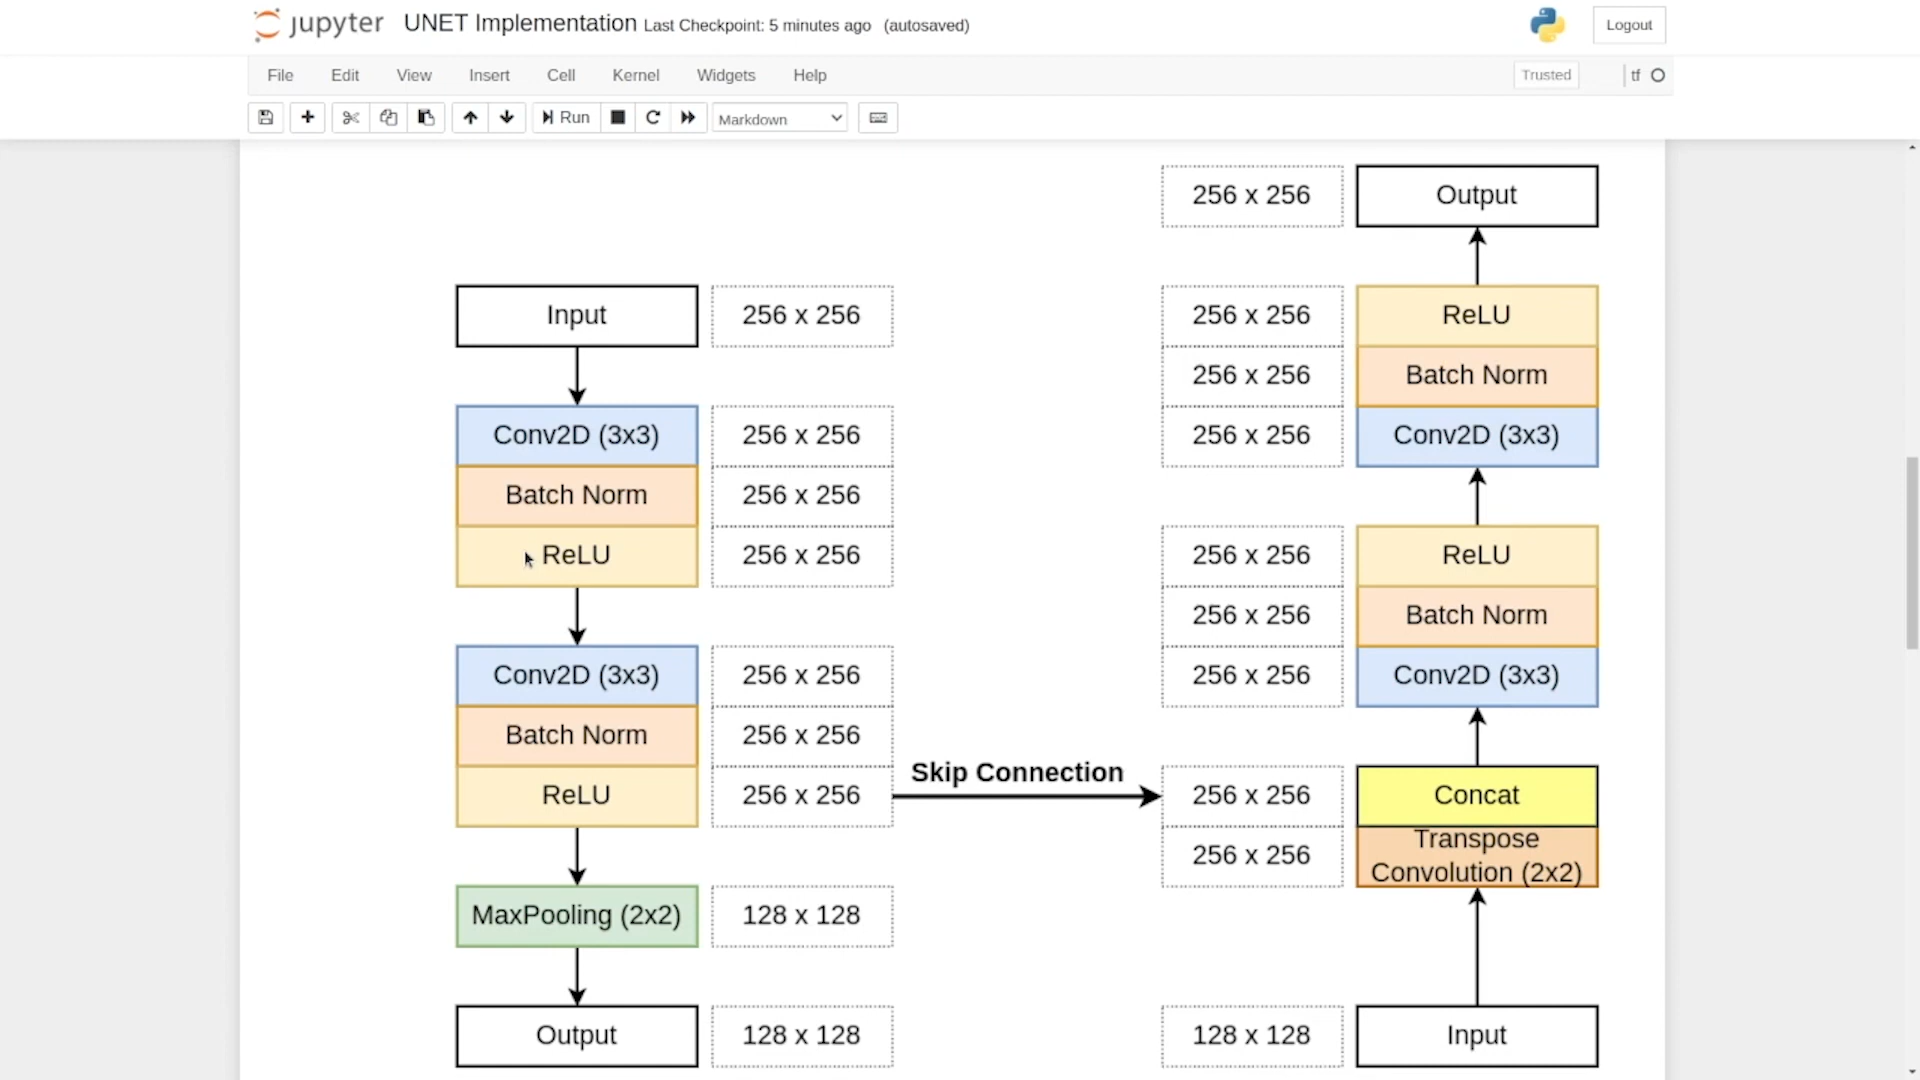 jupyter UNET Implementation Last Checkpoint: 5 minutes ago (autosaved) Logout
File Edit View Insert Cell Kernel Widgets Help Trusted tf
Run Markdown
256 x 256 Output
Input 256 x 256 256 x 256 ReLU
256 x 256 Batch Norm
Conv2D (3x3) 256 x 256 256 x 256 Conv2D (3x3)
Batch Norm 256 x 256
ReLU 256 x 256 256 x 256 ReLU
256 x 256 Batch Norm
Conv2D (3x3) 256 x 256 256 x 256 Conv2D (3x3)
Batch Norm 256 x 256
Skip Connection
ReLU 256 x 256 256 x 256 Concat
256 x 256 Transpose
Convolution (2x2)
MaxPooling (2x2) 128 x 128
Output 128 x 128 128 x 128 Input